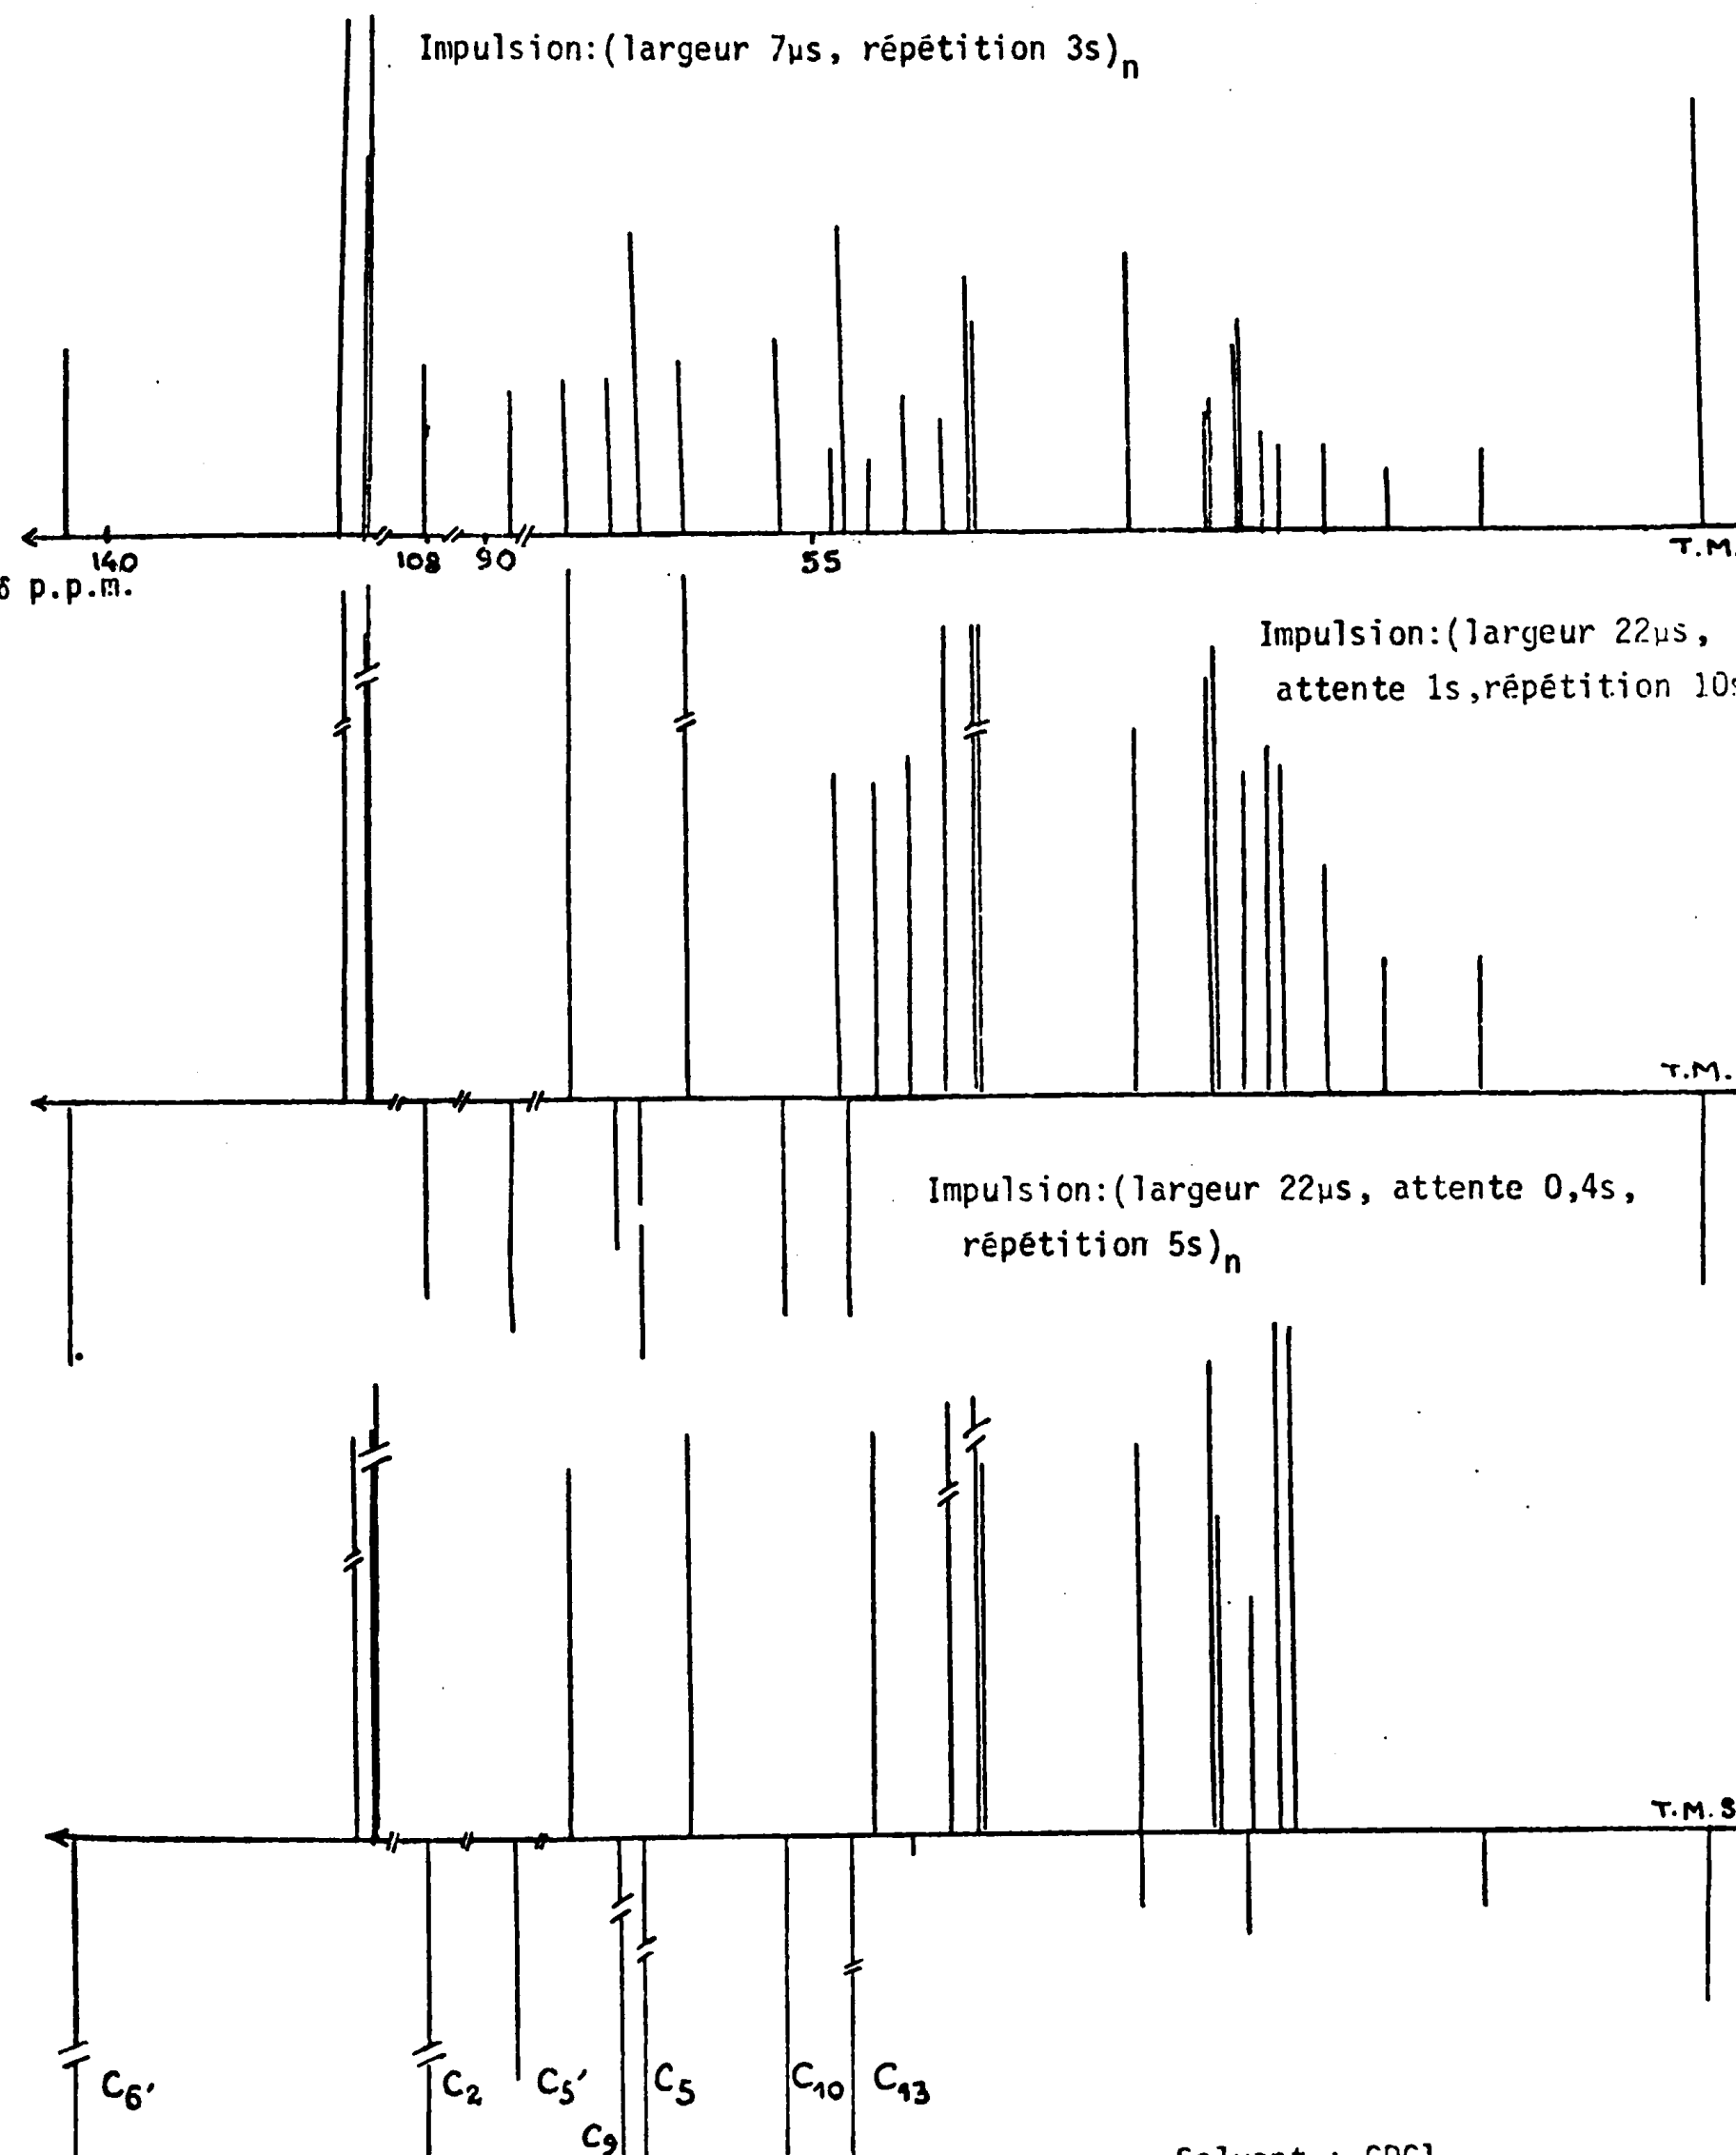 Impulsion:(largeur 7µs, répétition 3s)n
140
108
90
55
T.M.
δ p.p.m.
Impulsion:(largeur 22µs,
attente 1s,répétition 10s
T.M.
Impulsion:(largeur 22µs, attente 0,4s,
répétition 5s)n
T.M.S
C6'
C2
C5'
C5
C10
C13
C9